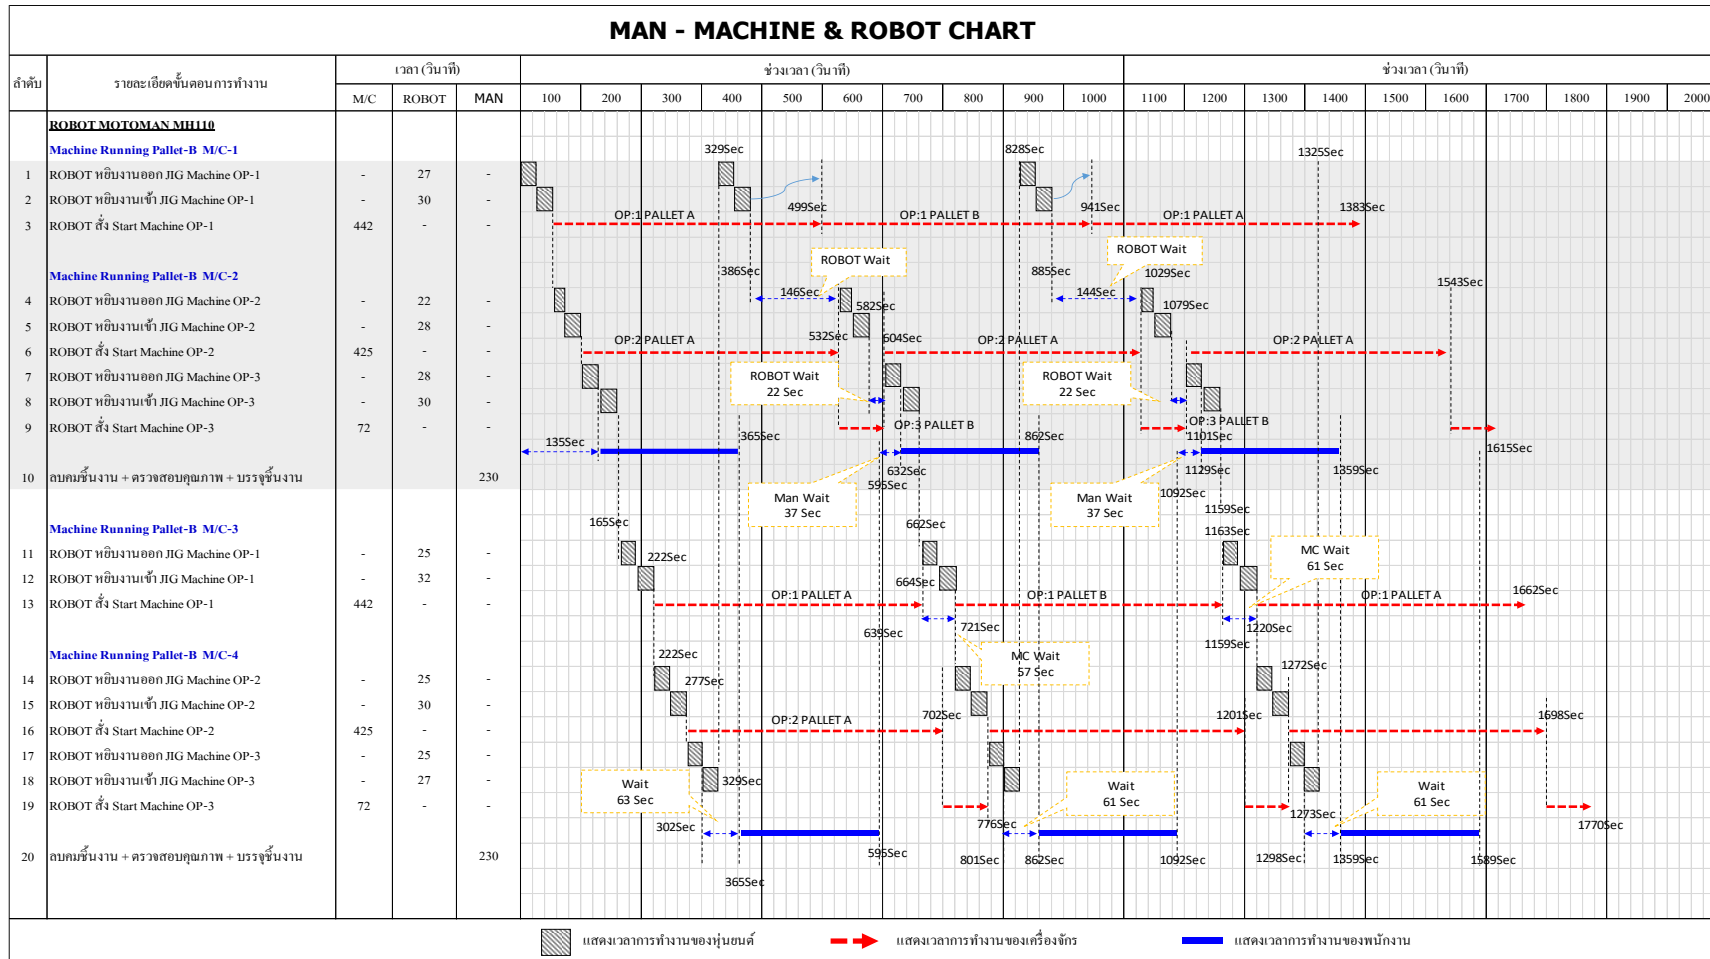 MAN - MACHINE & ROBOT CHART
ลำดับ รายละเอียดขั้นตอนการทำงาน เวลา (วินาที) ช่วงเวลา (วินาที) ช่วงเวลา (วินาที)
M/C ROBOT MAN 100 200 300 400 500 600 700 800 900 1000 1100 1200 1300 1400 1500 1600 1700 1800 1900 2000
ROBOT MOTOMAN MH110
Machine Running Pallet-B M/C-1 329Sec 828Sec 1325Sec
1 ROBOT หยิบงานออก JIG Machine OP-1 - 27 -
2 ROBOT หยิบงานเข้า JIG Machine OP-1 - 30 - 499Sec 941Sec 1383Sec
3 ROBOT สั่ง Start Machine OP-1 442 - - OP:1 PALLET A OP:1 PALLET B OP:1 PALLET A
ROBOT Wait ROBOT Wait
Machine Running Pallet-B M/C-2 386Sec 885Sec 1029Sec 1543Sec
4 ROBOT หยิบงานออก JIG Machine OP-2 - 22 - 146Sec 582Sec 144Sec 1079Sec
5 ROBOT หยิบงานเข้า JIG Machine OP-2 - 28 - 532Sec 604Sec
6 ROBOT สั่ง Start Machine OP-2 425 - - OP:2 PALLET A OP:2 PALLET A OP:2 PALLET A
7 ROBOT หยิบงานออก JIG Machine OP-3 - 28 - ROBOT Wait ROBOT Wait
22 Sec 22 Sec
8 ROBOT หยิบงานเข้า JIG Machine OP-3 - 30 -
9 ROBOT สั่ง Start Machine OP-3 72 - - OP:3 PALLET B OP:3 PALLET B
135Sec 365Sec 862Sec 1101Sec 1615Sec
10 ลบคมชิ้นงาน + ตรวจสอบคุณภาพ + บรรจุชิ้นงาน 230 632Sec 595Sec 1129Sec 1359Sec 1092Sec
Man Wait Man Wait
37 Sec 37 Sec
165Sec 662Sec 1159Sec
Machine Running Pallet-B M/C-3 1163Sec
11 ROBOT หยิบงานออก JIG Machine OP-1 - 25 - 222Sec MC Wait
61 Sec
12 ROBOT หยิบงานเข้า JIG Machine OP-1 - 32 - 664Sec 1662Sec
13 ROBOT สั่ง Start Machine OP-1 442 - - OP:1 PALLET A OP:1 PALLET B OP:1 PALLET A
639Sec 721Sec 1159Sec 1220Sec
Machine Running Pallet-B M/C-4 222Sec MC Wait
57 Sec 1272Sec
14 ROBOT หยิบงานออก JIG Machine OP-2 - 25 - 277Sec
15 ROBOT หยิบงานเข้า JIG Machine OP-2 - 30 - 702Sec 1201Sec 1698Sec
16 ROBOT สั่ง Start Machine OP-2 425 - - OP:2 PALLET A
17 ROBOT หยิบงานออก JIG Machine OP-3 - 25 -
18 ROBOT หยิบงานเข้า JIG Machine OP-3 - 27 - 329Sec
Wait Wait Wait
63 Sec 61 Sec 61 Sec
19 ROBOT สั่ง Start Machine OP-3 72 - -
302Sec 776Sec 1273Sec 1770Sec
20 ลบคมชิ้นงาน + ตรวจสอบคุณภาพ + บรรจุชิ้นงาน 230 595Sec 801Sec 862Sec 1092Sec 1298Sec 1359Sec 1589Sec
365Sec
แสดงเวลาการทำงานของหุ่นยนต์ แสดงเวลาการทำงานของเครื่องจักร แสดงเวลาการทำงานของพนักงาน